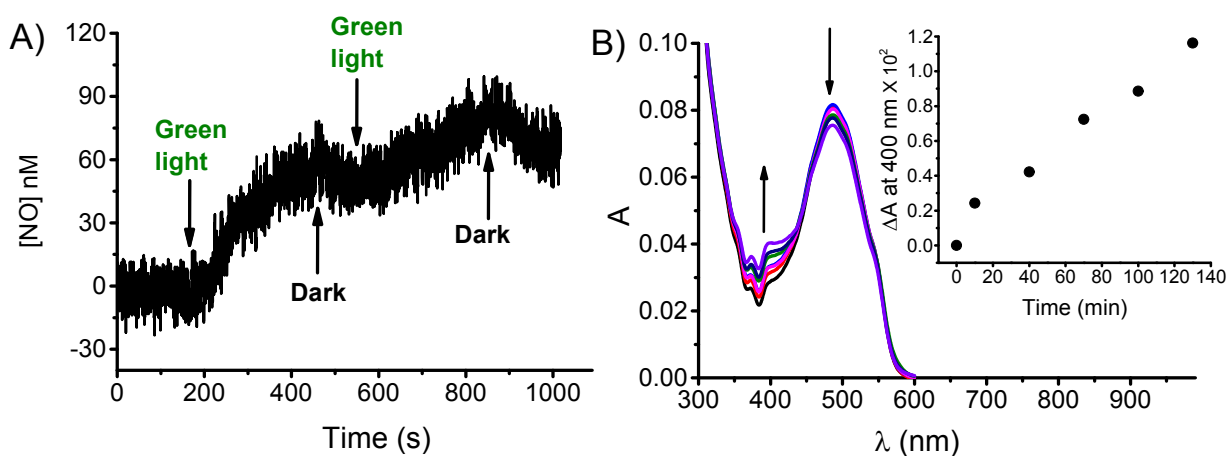 A)
120
90
60
30
0
-30
[NO] nM
Green
light
Green
light
Dark
Dark
0 200 400 600 800 1000
Time (s)
B)
0.10
0.08
0.06
0.04
0.02
0.00
A
300 400 500 600 700 800 900
λ (nm)
1.2
1.0
0.8
0.6
0.4
0.2
0.0
ΔA at 400 nm X 10²
0 20 40 60 80 100 120 140
Time (min)